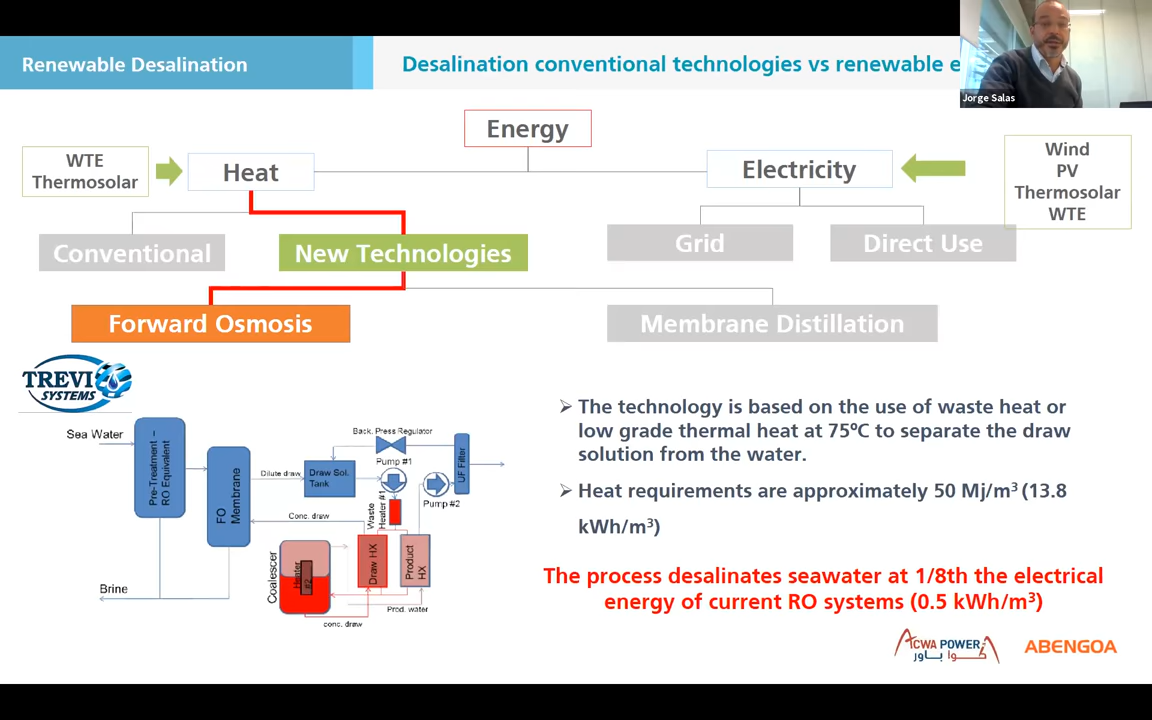 Renewable Desalination
Desalination conventional technologies vs renewable e
Jorge Salas
Energy
WTE
Thermosolar
Heat
Electricity
Wind
PV
Thermosolar
WTE
Conventional
New Technologies
Grid
Direct Use
Forward Osmosis
Membrane Distillation
TREVI
SYSTEMS
Sea Water
Pre-Treatment –
RO Equivalent
FO
Membrane
Dilute draw
Conc. draw
Draw Sol.
Tank
Back. Press Regulator
Pump #1
Waste
Heater #1
Pump #2
UF Filter
Coalescer
Heater
#2
Draw HX
Product
HX
Prod. water
conc. draw
Brine
➢ The technology is based on the use of waste heat or
low grade thermal heat at 75ºC to separate the draw
solution from the water.
➢ Heat requirements are approximately 50 Mj/m³ (13.8
kWh/m³)
The process desalinates seawater at 1/8th the electrical
energy of current RO systems (0.5 kWh/m³)
ACWA POWER
أكوا باور
ABENGOA